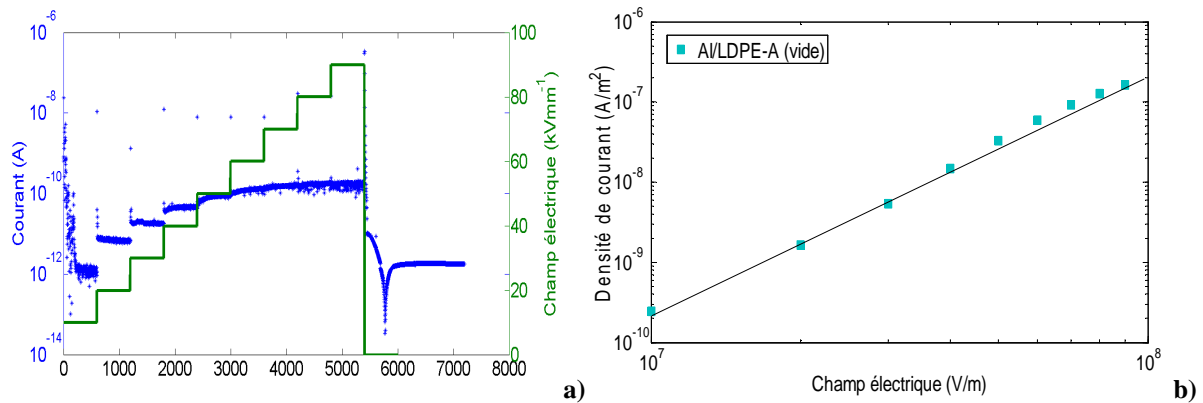 10^-6
10^-8
10^-10
10^-12
10^-14
Courant (A)
0 1000 2000 3000 4000 5000 6000 7000 8000
100
80
60
40
20
0
Champ électrique (kVmm^-1)
a)
10^-6
10^-7
10^-8
10^-9
10^-10
Densité de courant (A/m^2)
Al/LDPE-A (vide)
10^7 10^8
Champ électrique (V/m)
b)